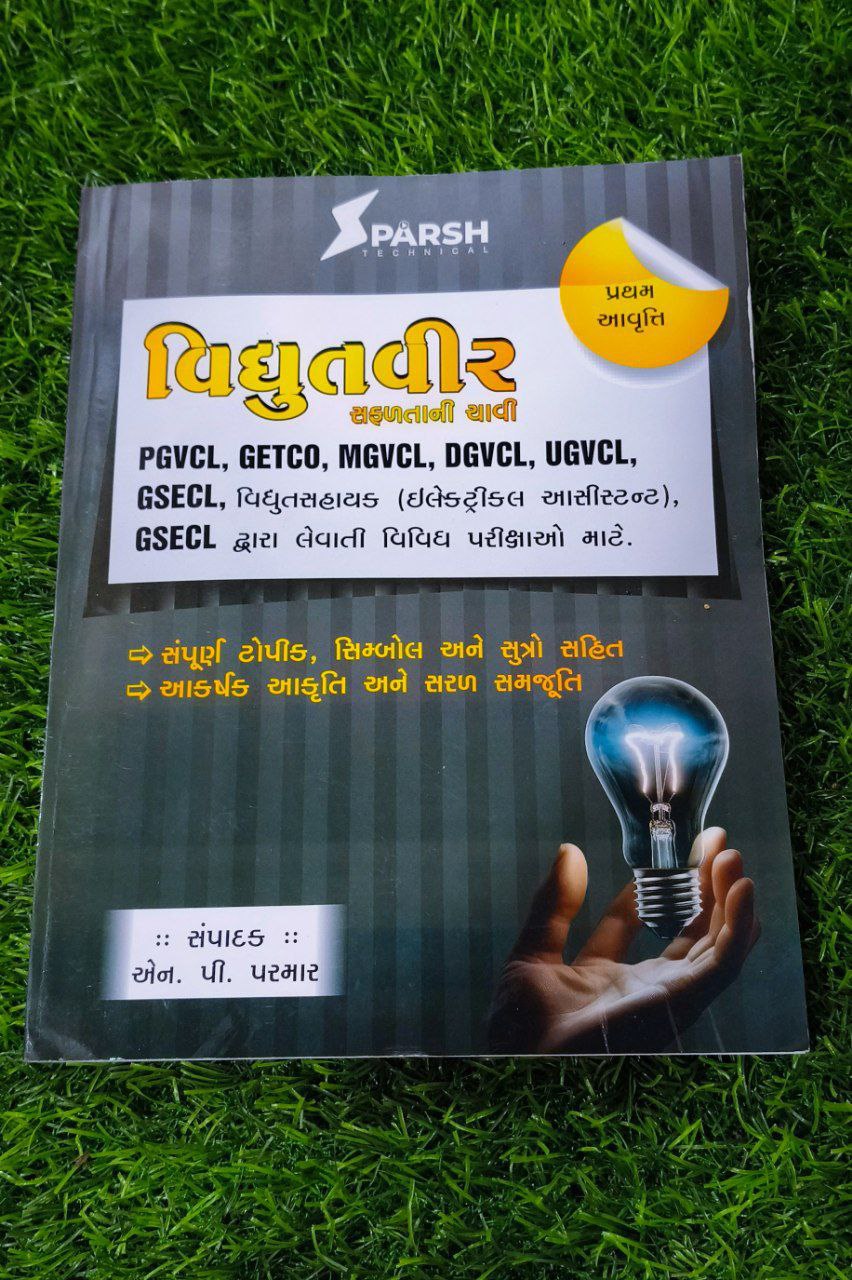 SPARSH
TECHNICAL
પ્રથમ
આવૃત્તિ
વિદ્યુતવીર
સફળતાની ચાવી
PGVCL, GETCO, MGVCL, DGVCL, UGVCL,
GSECL, વિદ્યુતસહાયક (ઇલેક્ટ્રીકલ આસીસ્ટન્ટ),
GSECL દ્વારા લેવાતી વિવિધ પરીક્ષાઓ માટે.
⇨ સંપૂર્ણ ટોપીક, સિમ્બોલ અને સુત્રો સહિત
⇨ આકર્ષક આકૃતિ અને સરળ સમજૂતિ
:: સંપાદક ::
એન. પી. પરમાર